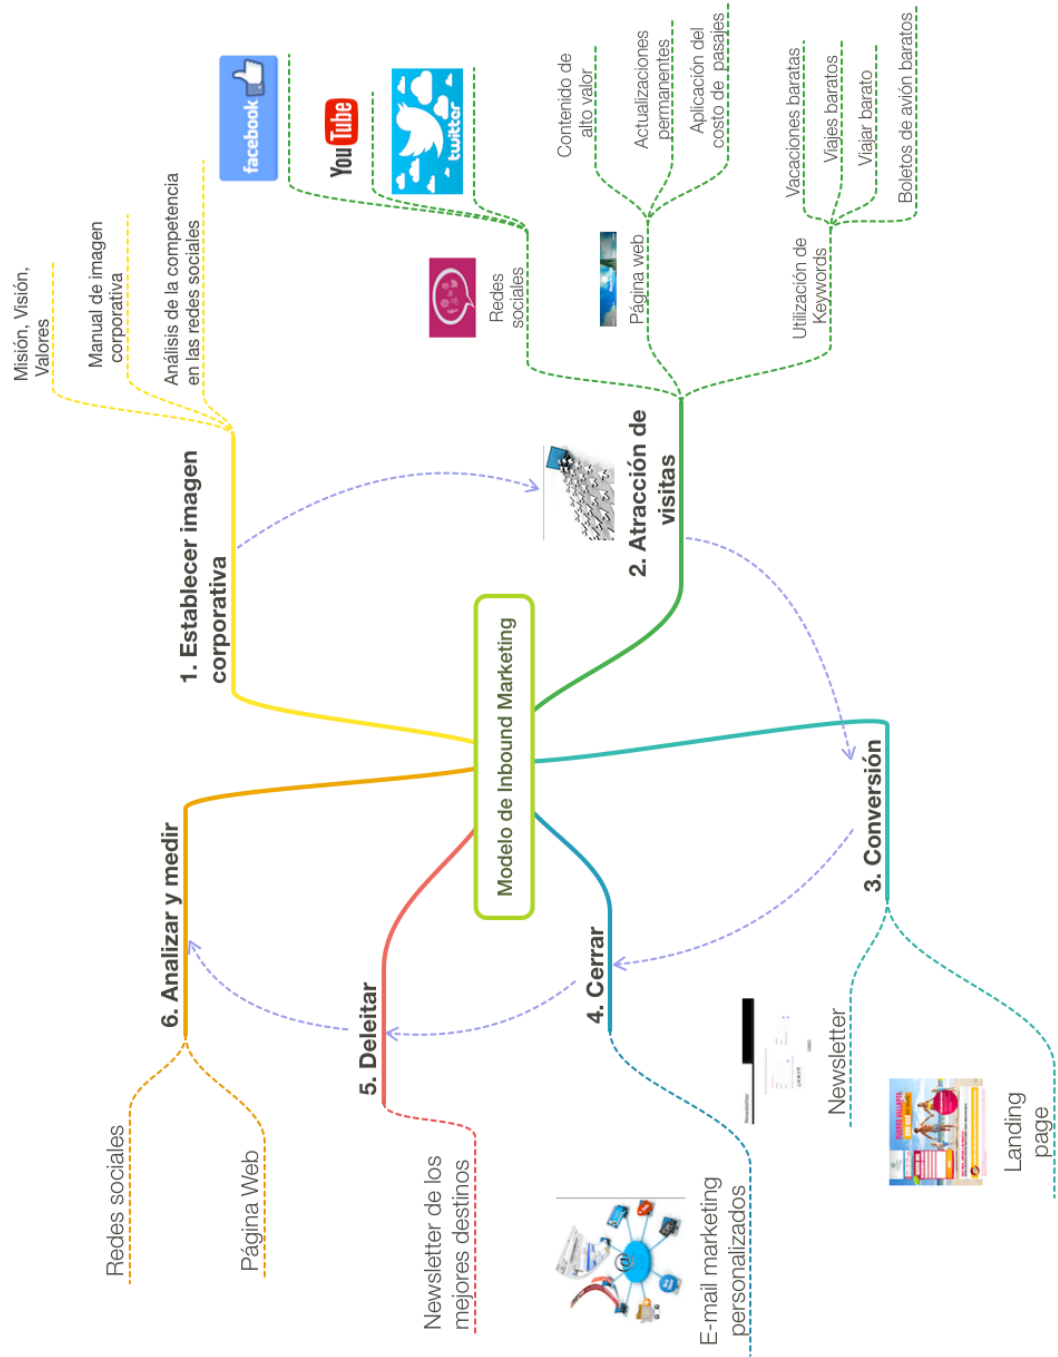 Modelo de Inbound Marketing
1. Establecer imagen
corporativa
Misión, Visión,
Valores
Manual de imagen
corporativa
Análisis de la competencia
en las redes sociales
2. Atracción de
visitas
Redes
sociales
facebook
YouTube
twitter
Página web
Contenido de
alto valor
Actualizaciones
permanentes
Aplicación del
costo de pasajes
Utilización de
Keywords
Vacaciones baratas
Viajes baratos
Viajar barato
Boletos de avión baratos
3. Conversión
Newsletter
Newsletter
Landing
page
PUERTO VALLARTA
4. Cerrar
E-mail marketing
personalizados
@
5. Deleitar
Newsletter de los
mejores destinos
6. Analizar y medir
Redes sociales
Página Web